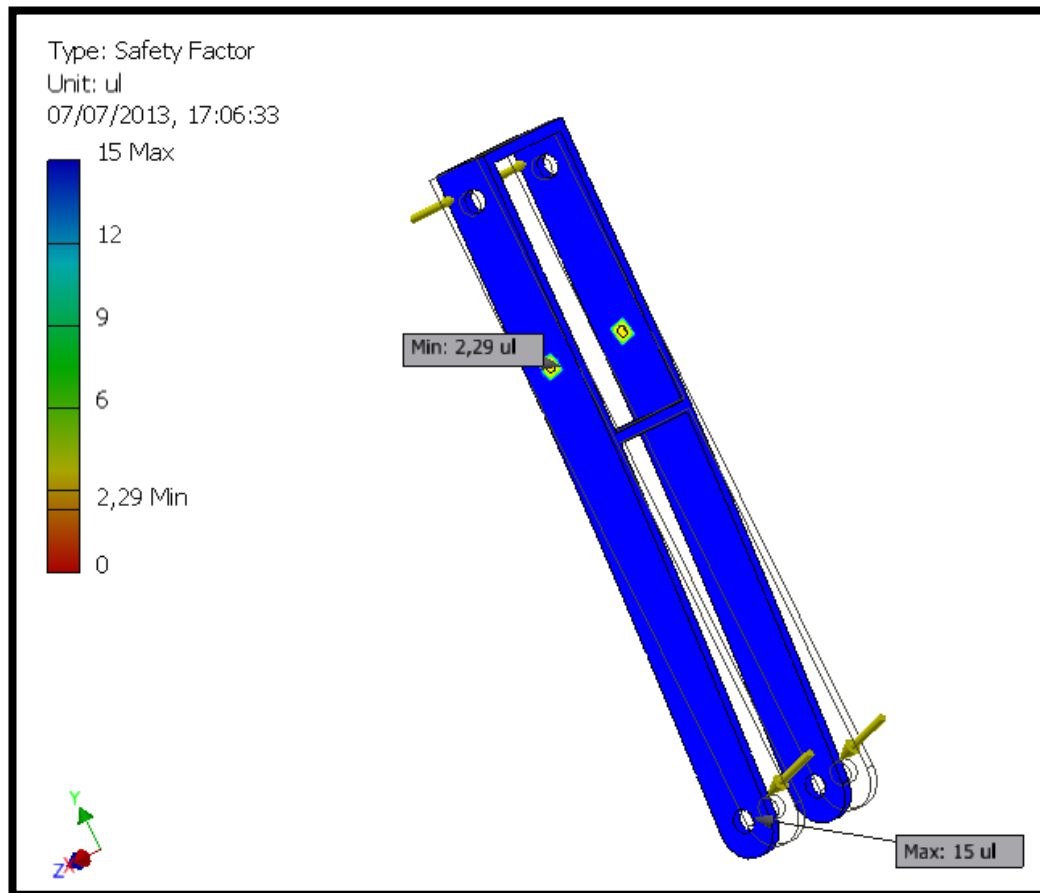 Type: Safety Factor
Unit: ul
07/07/2013, 17:06:33
15 Max
12
9
6
2,29 Min
0
Min: 2,29 ul
Max: 15 ul
Y
Z
X